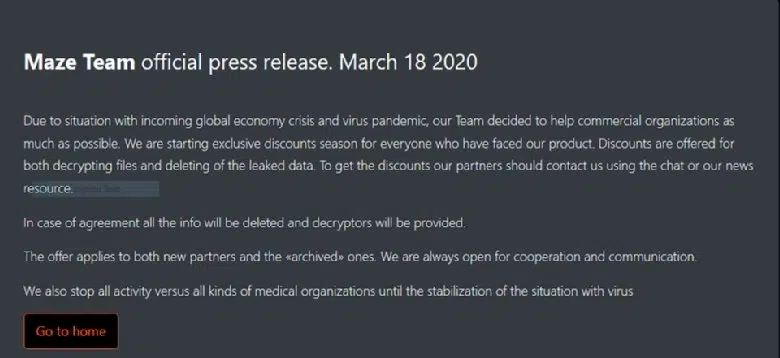 Maze Team official press release. March 18 2020
Due to situation with incoming global economy crisis and virus pandemic, our Team decided to help commercial organizations as
much as possible. We are starting exclusive discounts season for everyone who have faced our product. Discounts are offered for
both decrypting files and deleting of the leaked data. To get the discounts our partners should contact us using the chat or our news
resource.
In case of agreement all the info will be deleted and decryptors will be provided.
The offer applies to both new partners and the «archived» ones. We are always open for cooperation and communication.
We also stop all activity versus all kinds of medical organizations until the stabilization of the situation with virus
Go to home